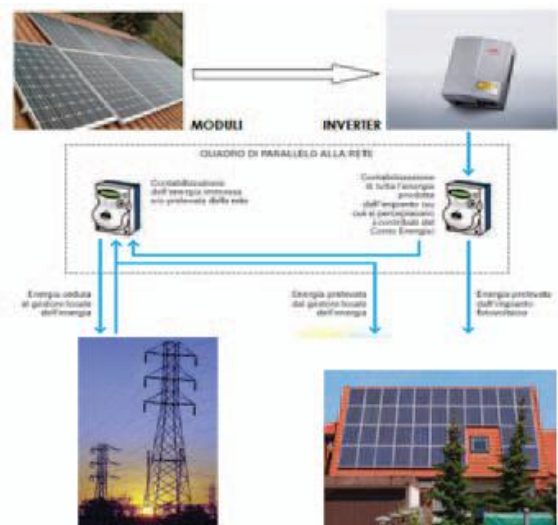 MODULI
INVERTER
QUADRO DI PARALLELO ALLA RETE
Contabilizzazione
dell'energia immessa
e/o prelevata dalla rete
Contabilizzazione
di tutta l'energia
prodotta
dall'impianto (su
cui si percepiscono
i contributi del
Conto Energia)
Energia ceduta
al gestore locale
dell'energia
Energia prelevata
dal gestore locale
dell'energia
Energia prelevata
dall'impianto
fotovoltaico